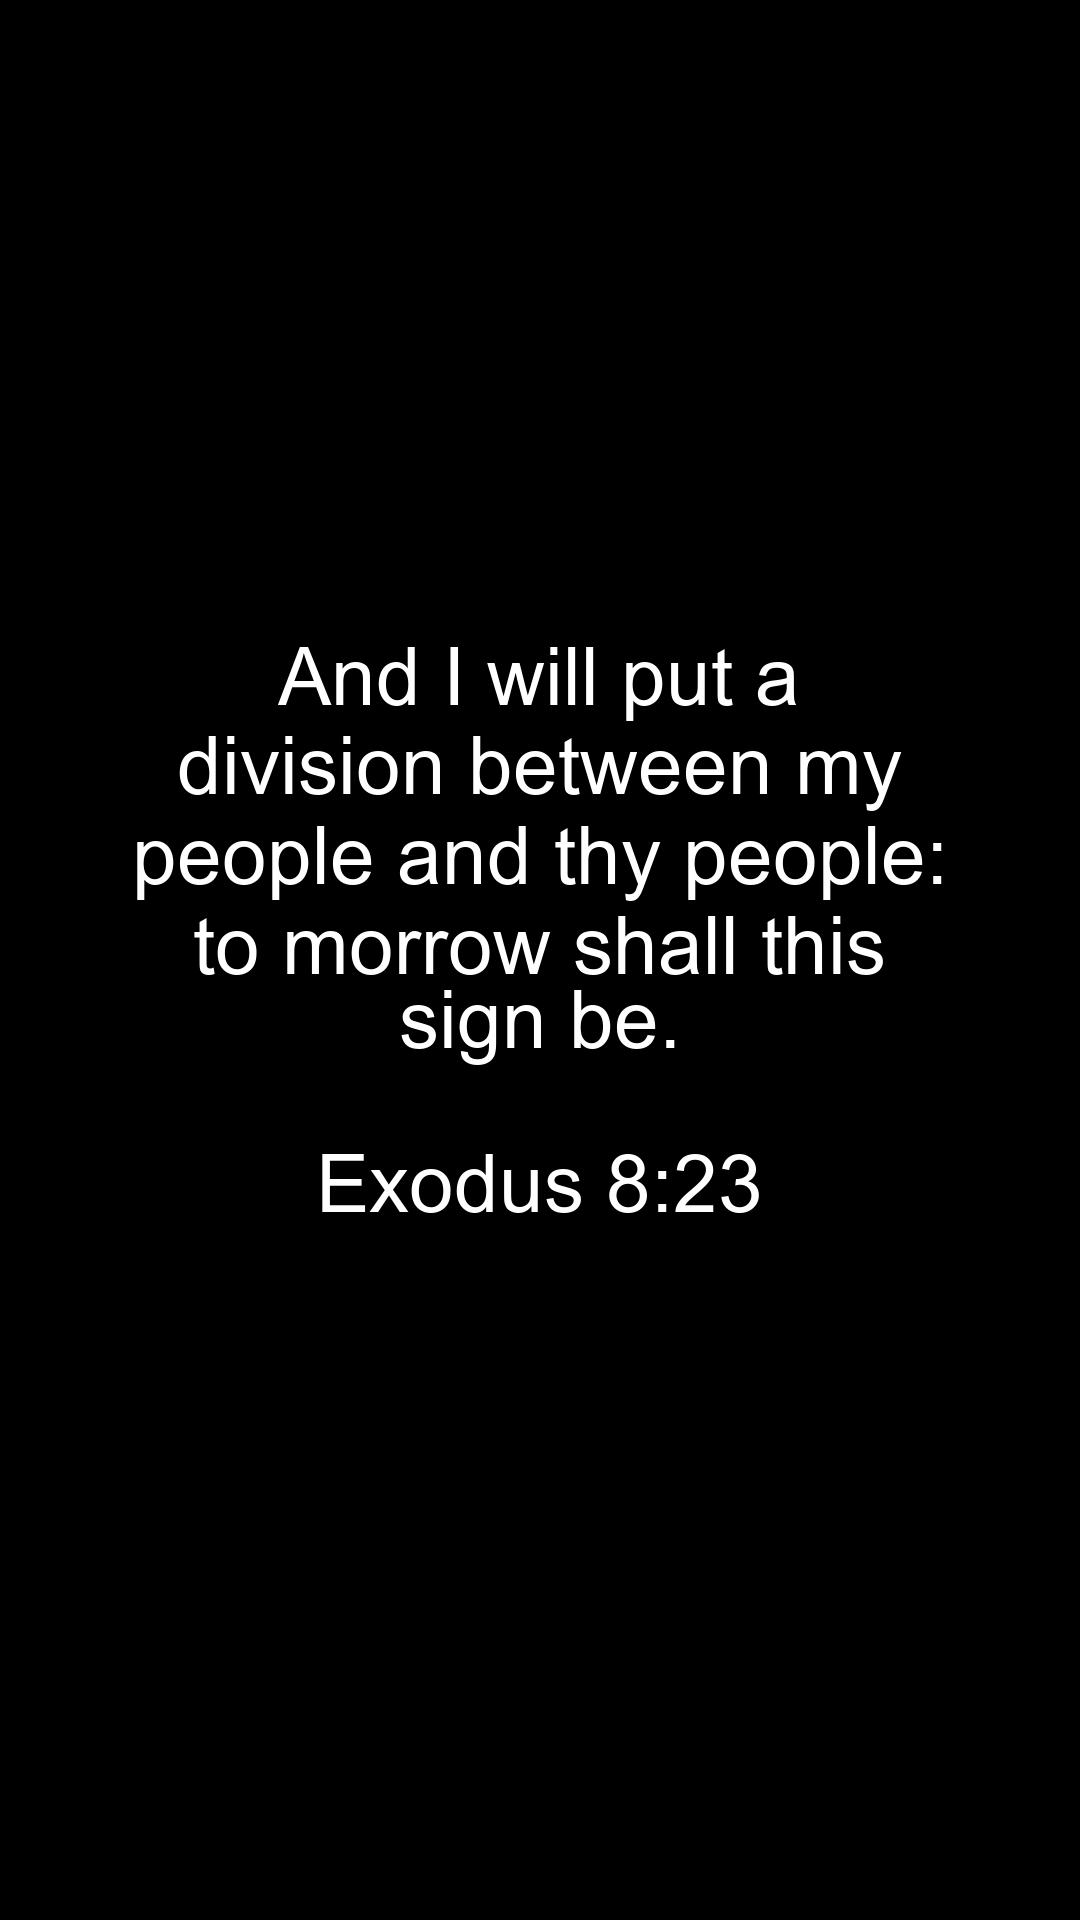 And I will put a
division between my
people and thy people:
to morrow shall this
sign be.
Exodus 8:23